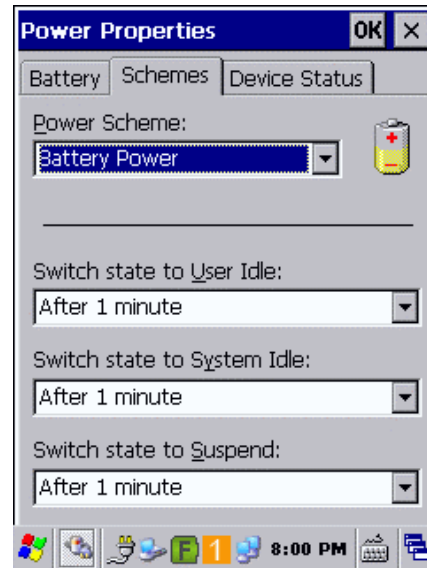 Power Properties OK ×
Battery Schemes Device Status
Power Scheme:
Battery Power
Switch state to User Idle:
After 1 minute
Switch state to System Idle:
After 1 minute
Switch state to Suspend:
After 1 minute
F 1 8:00 PM